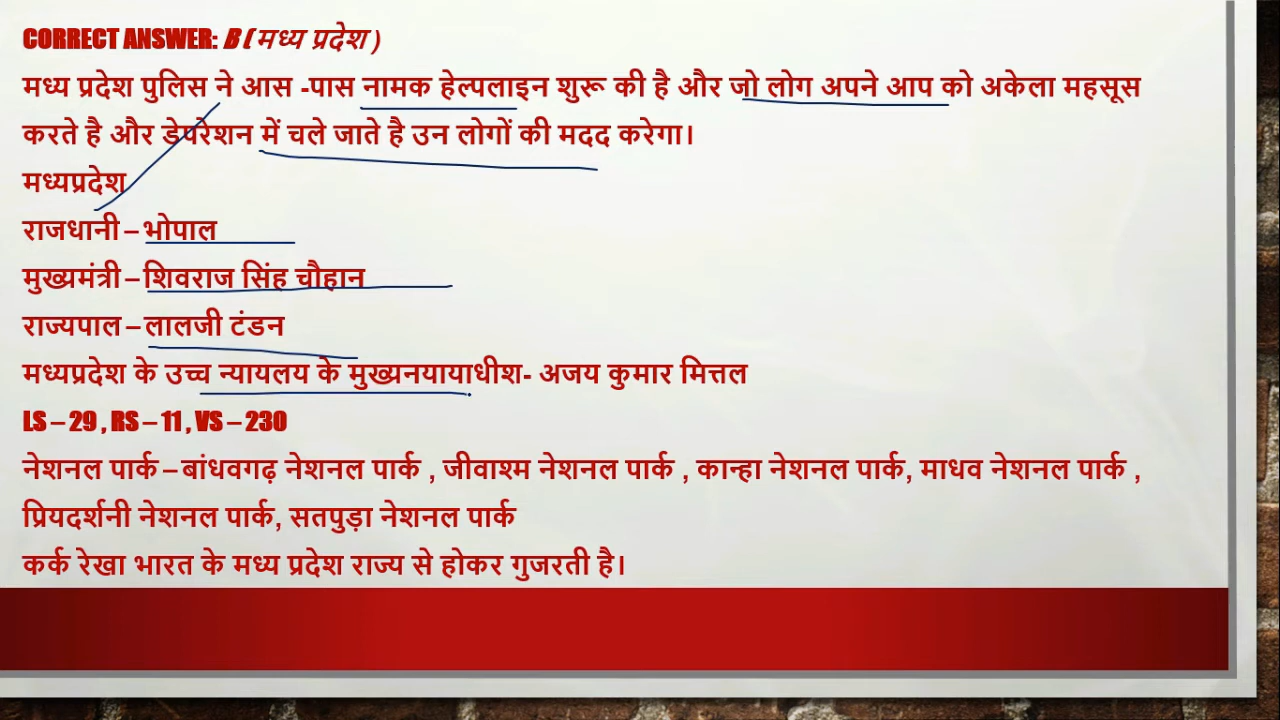 CORRECT ANSWER: B ( मध्य प्रदेश )
मध्य प्रदेश पुलिस ने आस -पास नामक हेल्पलाइन शुरू की है और जो लोग अपने आप को अकेला महसूस
करते है और डेपरेशन में चले जाते है उन लोगों की मदद करेगा।
मध्यप्रदेश
राजधानी – भोपाल
मुख्यमंत्री – शिवराज सिंह चौहान
राज्यपाल – लालजी टंडन
मध्यप्रदेश के उच्च न्यायलय के मुख्यनयायाधीश- अजय कुमार मित्तल
LS – 29 , RS – 11 , VS – 230
नेशनल पार्क – बांधवगढ़ नेशनल पार्क , जीवाश्म नेशनल पार्क , कान्हा नेशनल पार्क, माधव नेशनल पार्क ,
प्रियदर्शनी नेशनल पार्क, सतपुड़ा नेशनल पार्क
कर्क रेखा भारत के मध्य प्रदेश राज्य से होकर गुजरती है।